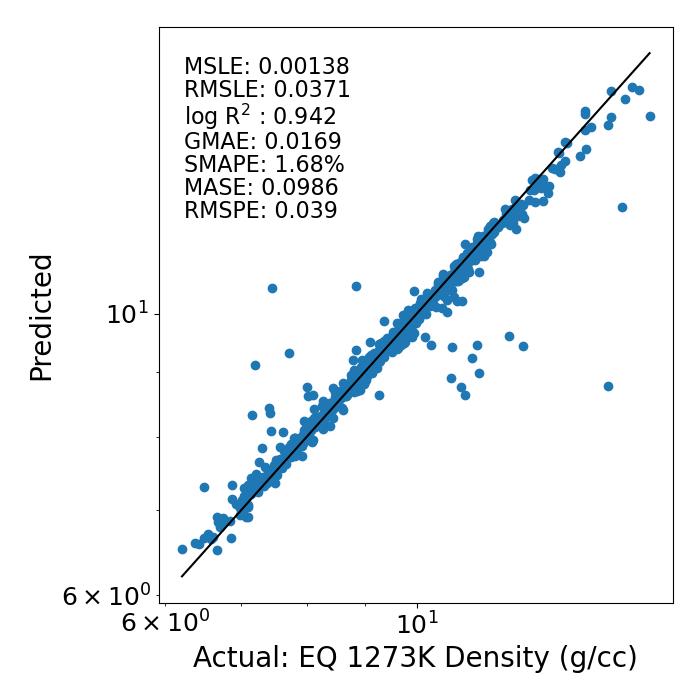 MSLE: 0.00138
RMSLE: 0.0371
log R² : 0.942
GMAE: 0.0169
SMAPE: 1.68%
MASE: 0.0986
RMSPE: 0.039
Predicted
10¹
6 × 10⁰
6 × 10⁰
10¹
Actual: EQ 1273K Density (g/cc)